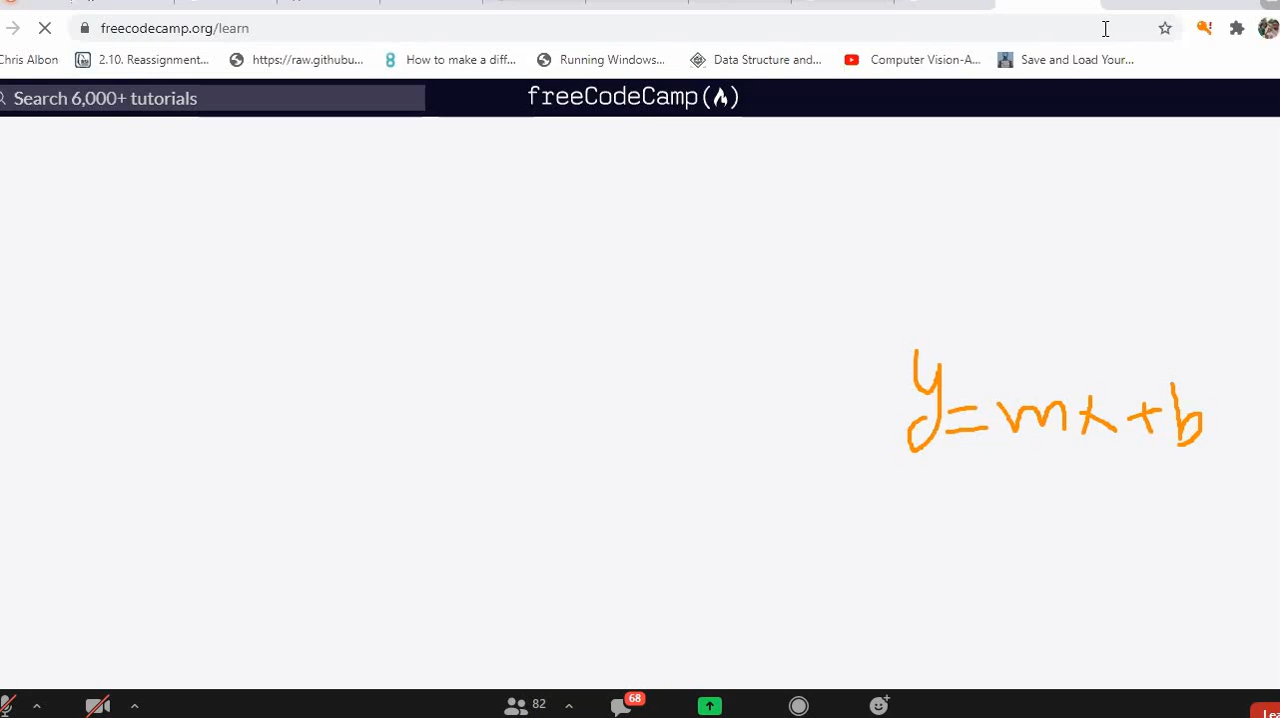 freecodecamp.org/learn
Chris Albon 2.10. Reassignment... https://raw.githubu... How to make a diff... Running Windows... Data Structure and... Computer Vision-A... Save and Load Your...
Search 6,000+ tutorials freeCodeCamp
y=mx+b
82 68